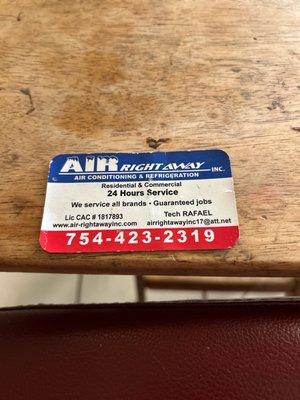 AIR RIGHT AWAY INC.
AIR CONDITIONING & REFRIGERATION
Residential & Commercial
24 Hours Service
We service all brands • Guaranteed jobs
Lic CAC # 1817893 Tech RAFAEL
www.air-rightawayinc.com airrightawayinc17@att.net
754-423-2319